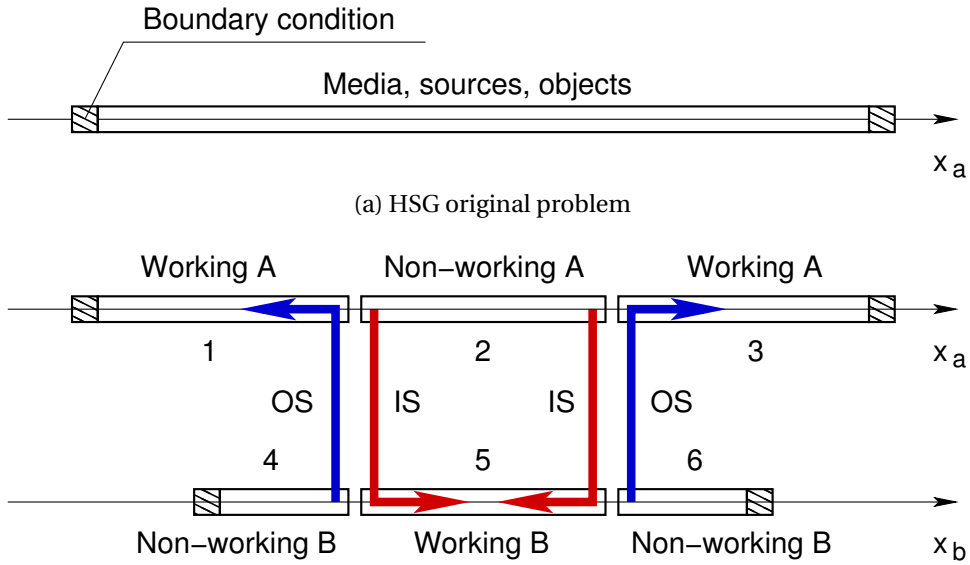 Boundary condition
Media, sources, objects
x a
(a) HSG original problem
Working A Non−working A Working A
1 2 3 x a
OS IS IS OS
4 5 6
Non−working B Working B Non−working B x b